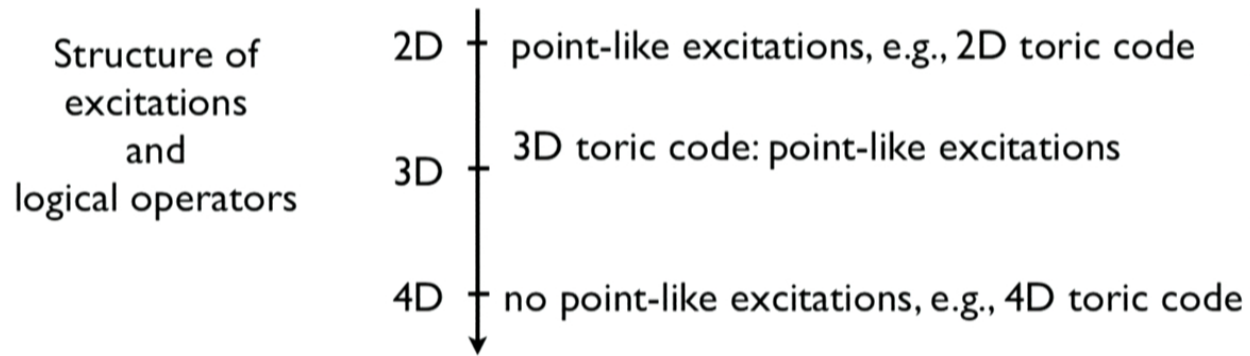 Structure of
excitations
and
logical operators
2D point-like excitations, e.g., 2D toric code
3D toric code: point-like excitations
3D
4D no point-like excitations, e.g., 4D toric code